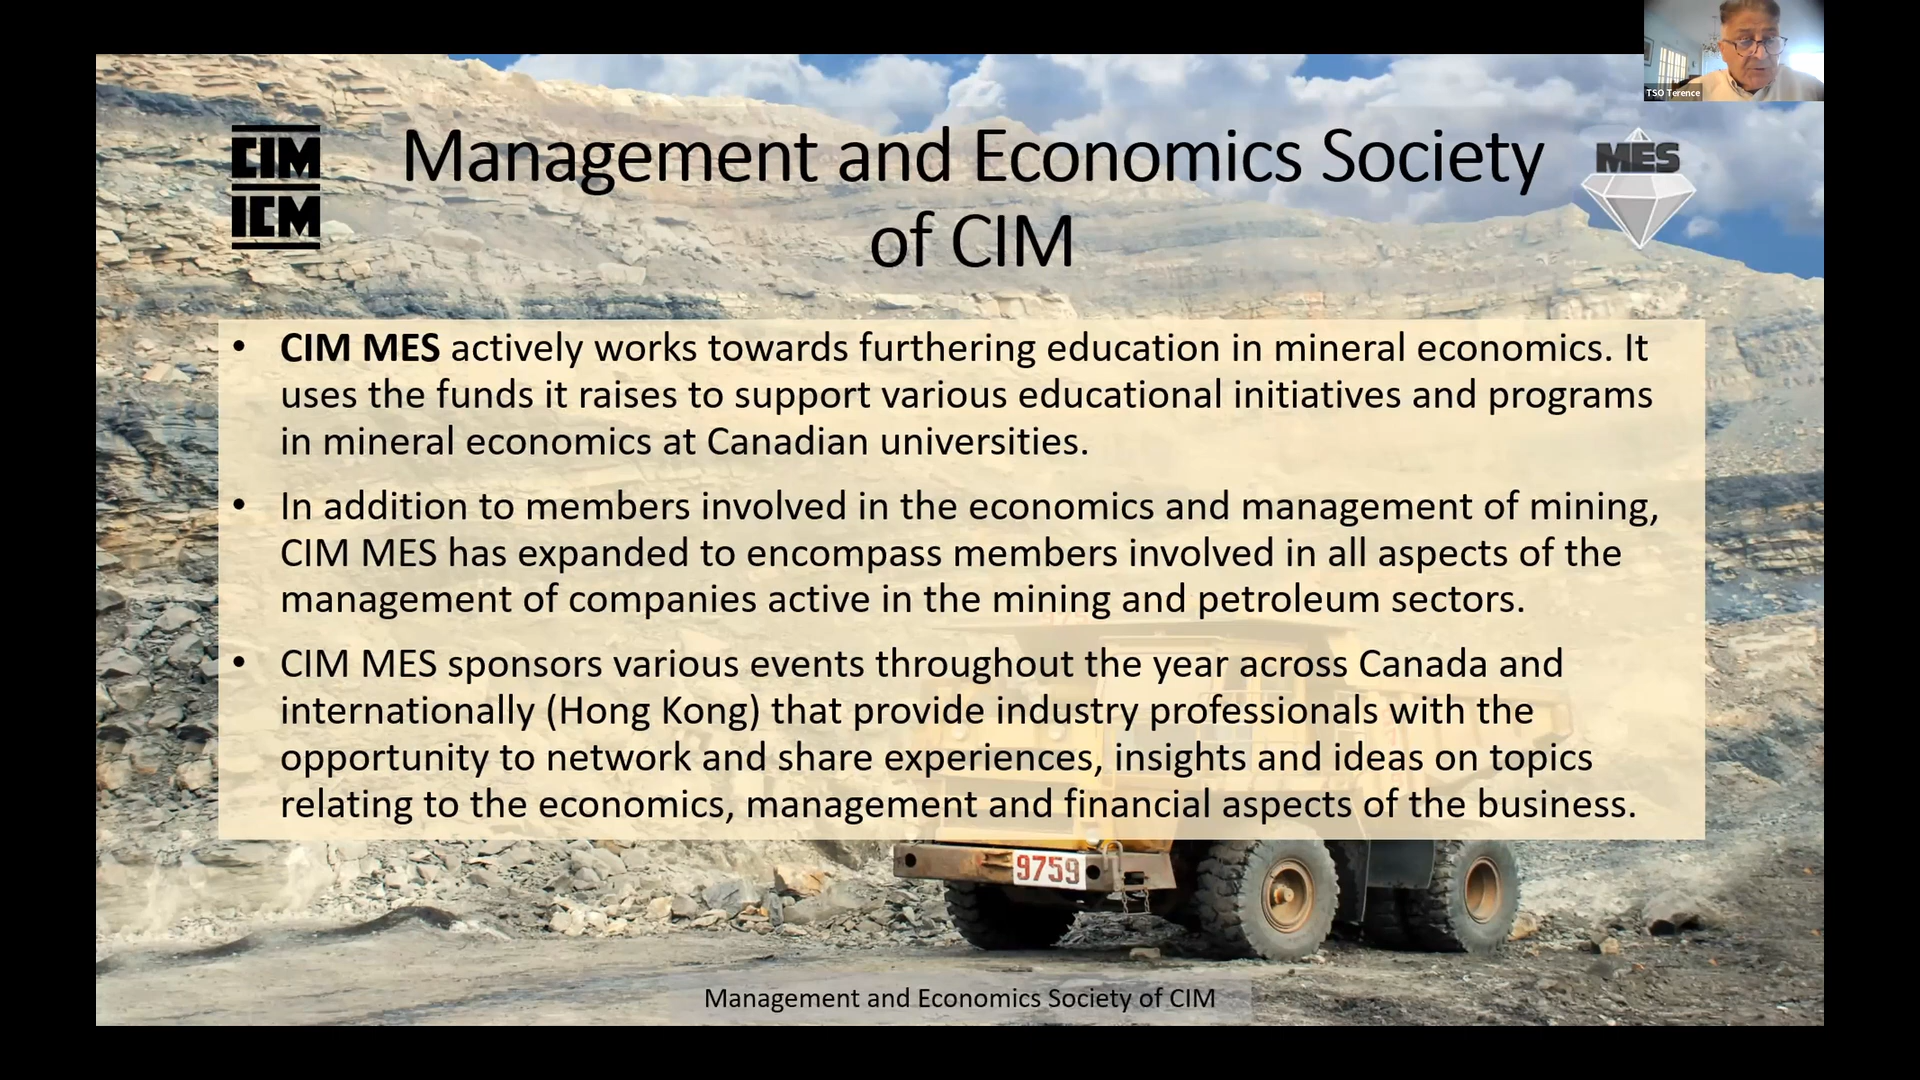 TSO Terence
CIM
ICM
Management and Economics Society
of CIM
MES
• CIM MES actively works towards furthering education in mineral economics. It
uses the funds it raises to support various educational initiatives and programs
in mineral economics at Canadian universities.
• In addition to members involved in the economics and management of mining,
CIM MES has expanded to encompass members involved in all aspects of the
management of companies active in the mining and petroleum sectors.
• CIM MES sponsors various events throughout the year across Canada and
internationally (Hong Kong) that provide industry professionals with the
opportunity to network and share experiences, insights and ideas on topics
relating to the economics, management and financial aspects of the business.
9759
Management and Economics Society of CIM